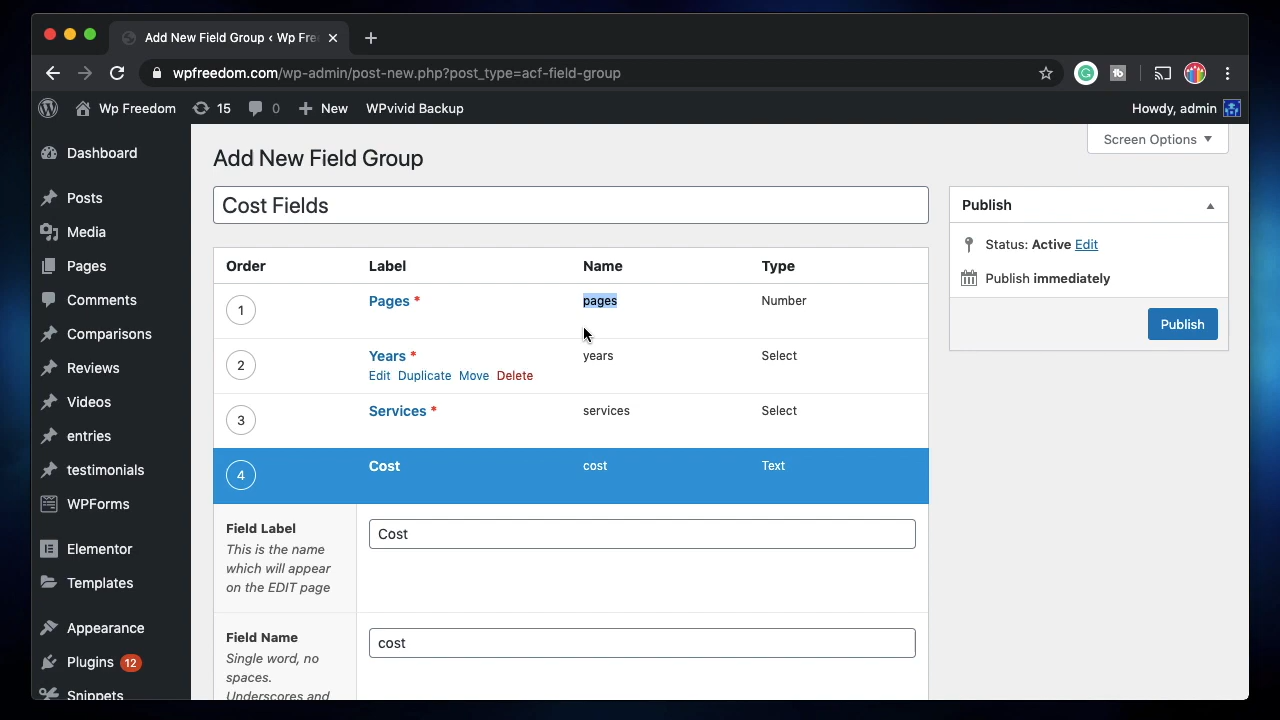 Add New Field Group ‹ Wp Free
wpfreedom.com/wp-admin/post-new.php?post_type=acf-field-group
Wp Freedom 15 0 New WPvivid Backup Howdy, admin
Screen Options
Dashboard
Posts
Media
Pages
Comments
Comparisons
Reviews
Videos
entries
testimonials
WPForms
Elementor
Templates
Appearance
Plugins 12
Snippets
Add New Field Group
Cost Fields
Order Label Name Type
1 Pages * pages Number
2 Years * years Select
Edit Duplicate Move Delete
3 Services * services Select
4 Cost cost Text
Field Label
This is the name
which will appear
on the EDIT page
Cost
Field Name
Single word, no
spaces.
Underscores and
cost
Publish
Status: Active Edit
Publish immediately
Publish